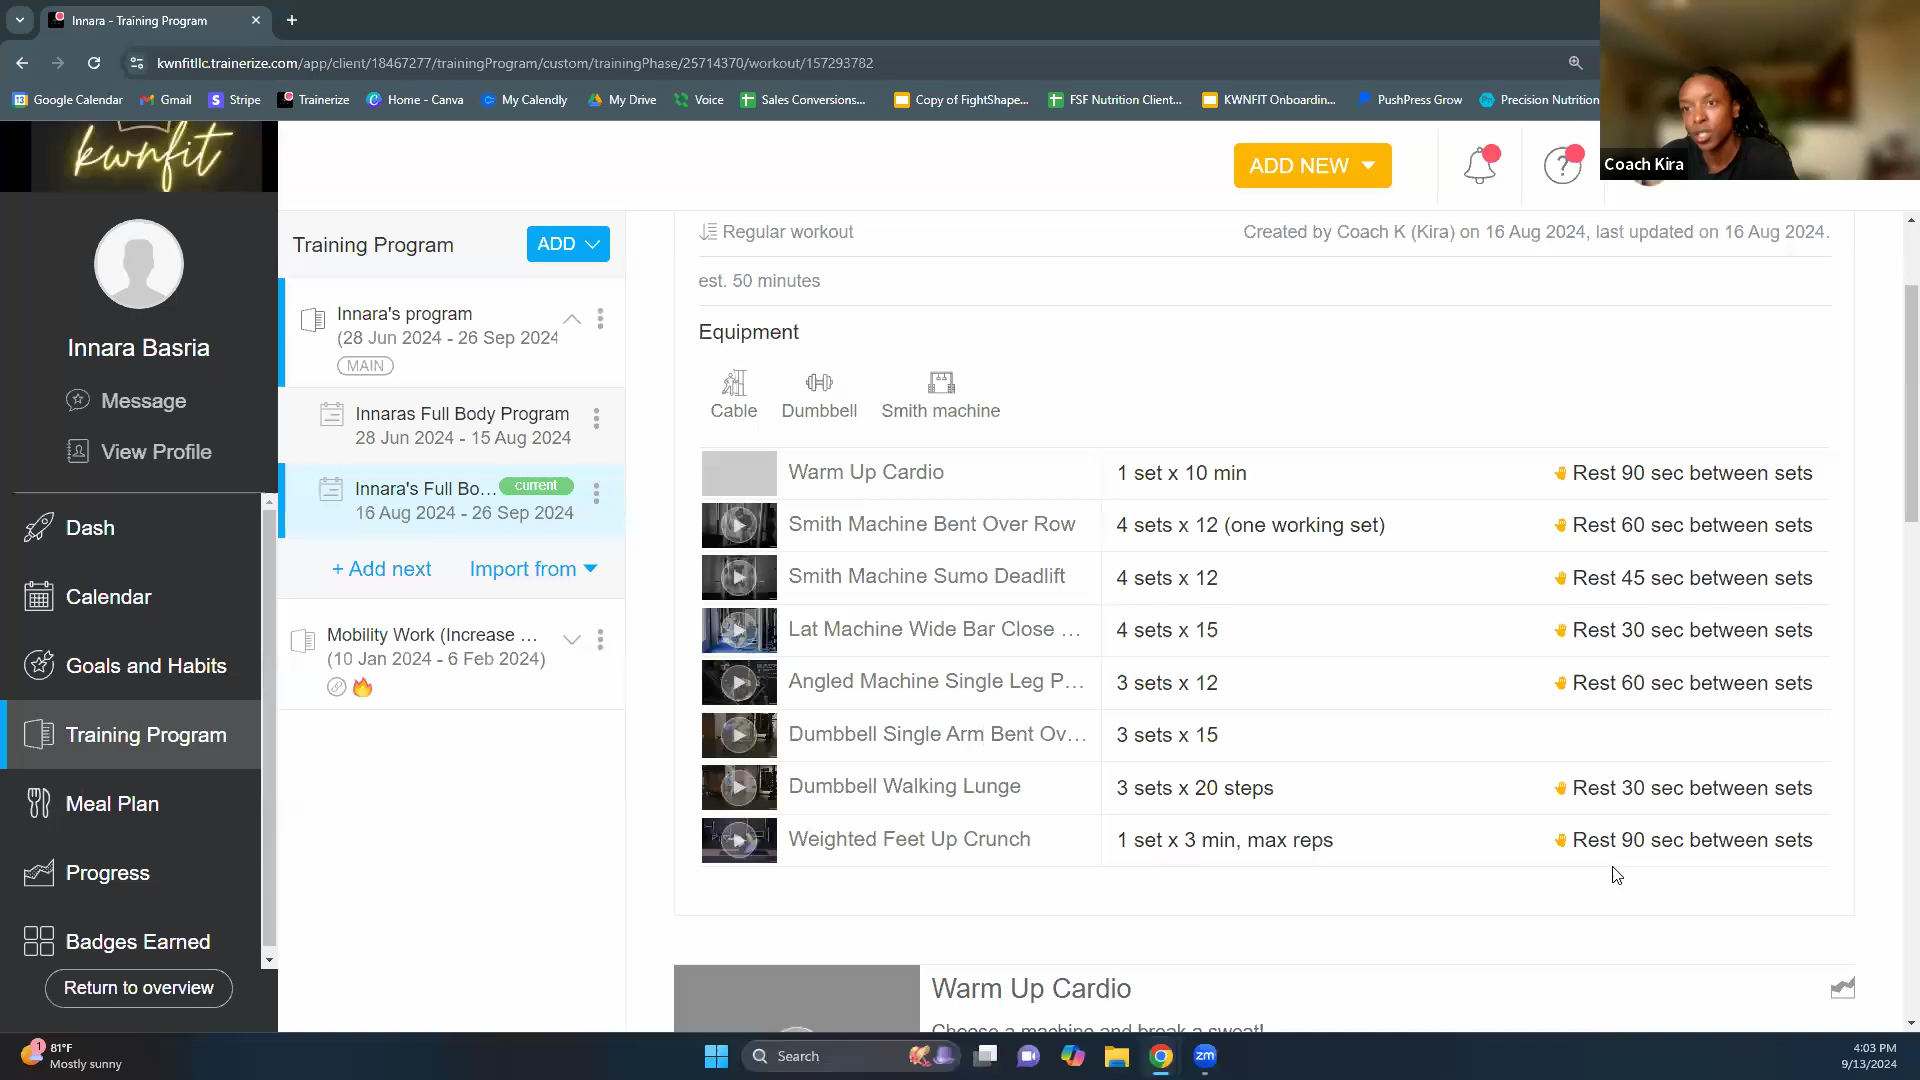 Innara - Training Program
kwnfitllc.trainerize.com/app/client/18467277/trainingProgram/custom/trainingPhase/25714370/workout/157293782
Google Calendar
Gmail
Stripe
Trainerize
Home - Canva
My Calendly
My Drive
Voice
Sales Conversions...
Copy of FightShape...
FSF Nutrition Client...
KWNFIT Onboardin...
PushPress Grow
Precision Nutrition
Coach Kira
kwnfit
Innara Basria
Message
View Profile
Dash
Calendar
Goals and Habits
Training Program
Meal Plan
Progress
Badges Earned
Return to overview
ADD NEW
Training Program
ADD
Innara's program
(28 Jun 2024 - 26 Sep 2024
MAIN
Innaras Full Body Program
28 Jun 2024 - 15 Aug 2024
Innara's Full Bo... current
16 Aug 2024 - 26 Sep 2024
+ Add next Import from
Mobility Work (Increase ...
(10 Jan 2024 - 6 Feb 2024)
Regular workout Created by Coach K (Kira) on 16 Aug 2024, last updated on 16 Aug 2024.
est. 50 minutes
Equipment
Cable Dumbbell Smith machine
Warm Up Cardio 1 set x 10 min Rest 90 sec between sets
Smith Machine Bent Over Row 4 sets x 12 (one working set) Rest 60 sec between sets
Smith Machine Sumo Deadlift 4 sets x 12 Rest 45 sec between sets
Lat Machine Wide Bar Close ... 4 sets x 15 Rest 30 sec between sets
Angled Machine Single Leg P... 3 sets x 12 Rest 60 sec between sets
Dumbbell Single Arm Bent Ov... 3 sets x 15
Dumbbell Walking Lunge 3 sets x 20 steps Rest 30 sec between sets
Weighted Feet Up Crunch 1 set x 3 min, max reps Rest 90 sec between sets
Warm Up Cardio
Choose a machine and break a sweat!
1
81°F
Mostly sunny
Search
zm
4:03 PM
9/13/2024